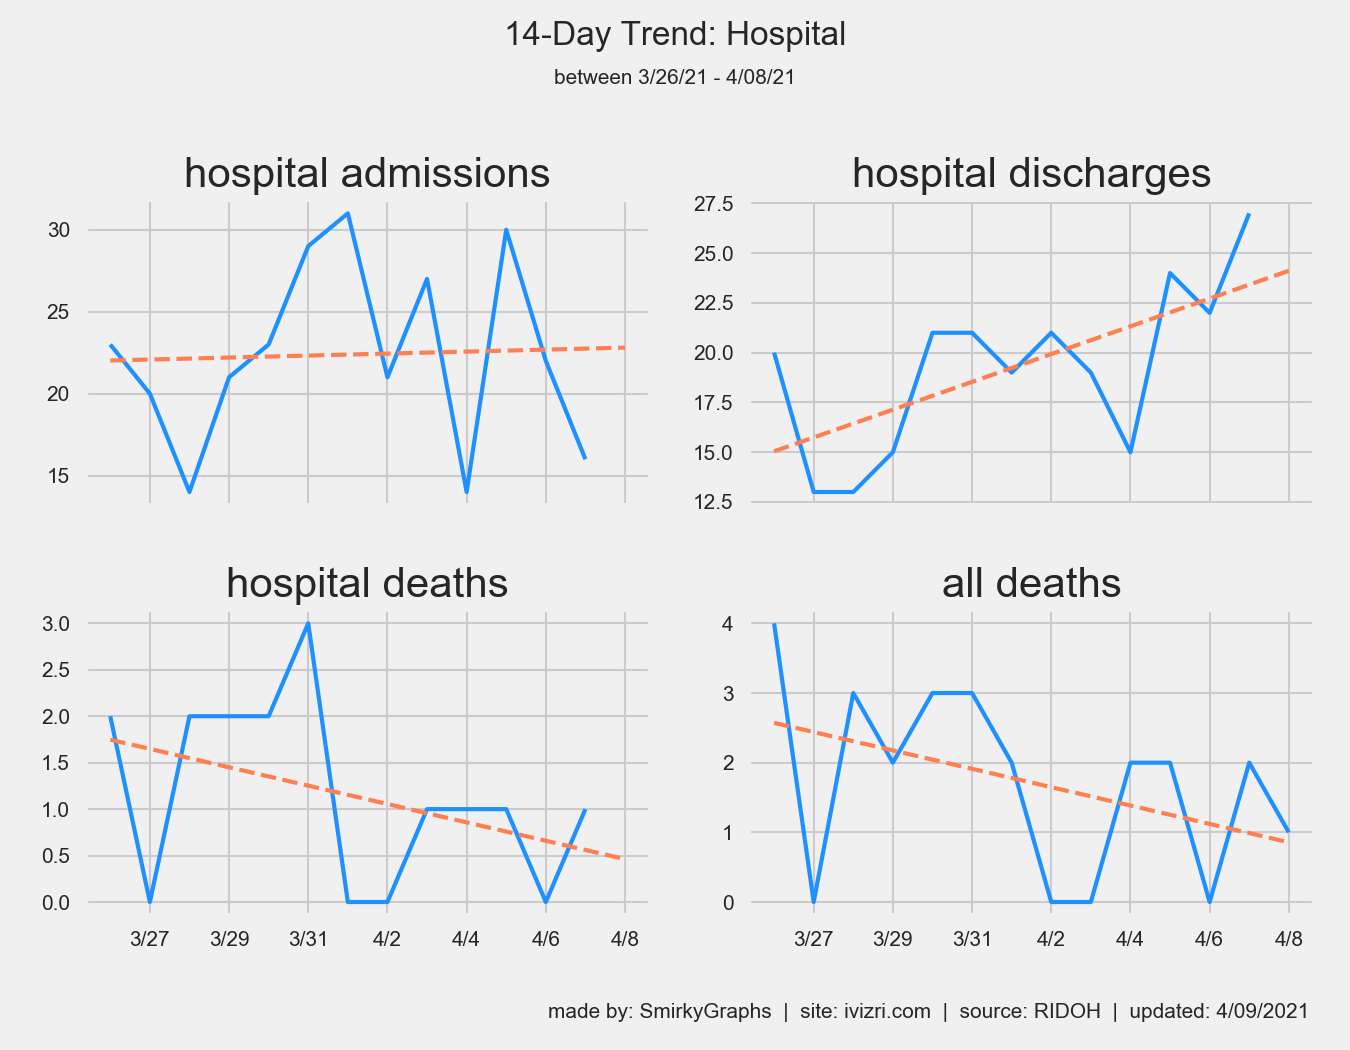 14-Day Trend: Hospital
between 3/26/21 - 4/08/21
hospital admissions
30
25
20
15
hospital discharges
27.5
25.0
22.5
20.0
17.5
15.0
12.5
hospital deaths
3.0
2.5
2.0
1.5
1.0
0.5
0.0
3/27 3/29 3/31 4/2 4/4 4/6 4/8
all deaths
4
3
2
1
0
3/27 3/29 3/31 4/2 4/4 4/6 4/8
made by: SmirkyGraphs | site: ivizri.com | source: RIDOH | updated: 4/09/2021